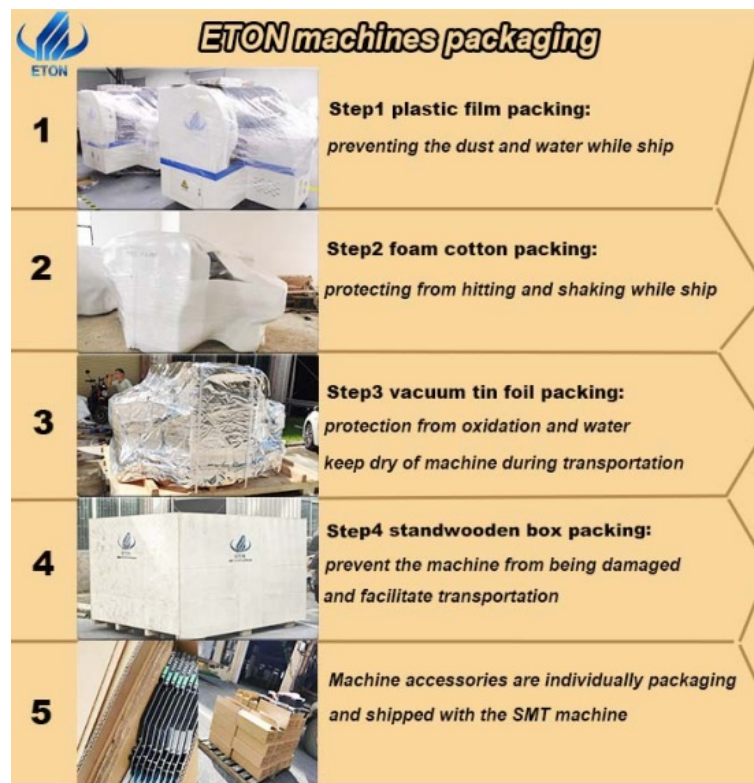 ETON
ETON machines packaging
1
Step1 plastic film packing:
preventing the dust and water while ship
2
Step2 foam cotton packing:
protecting from hitting and shaking while ship
3
Step3 vacuum tin foil packing:
protection from oxidation and water
keep dry of machine during transportation
4
ETON
Step4 standwooden box packing:
prevent the machine from being damaged
and facilitate transportation
5
Machine accessories are individually packaging
and shipped with the SMT machine